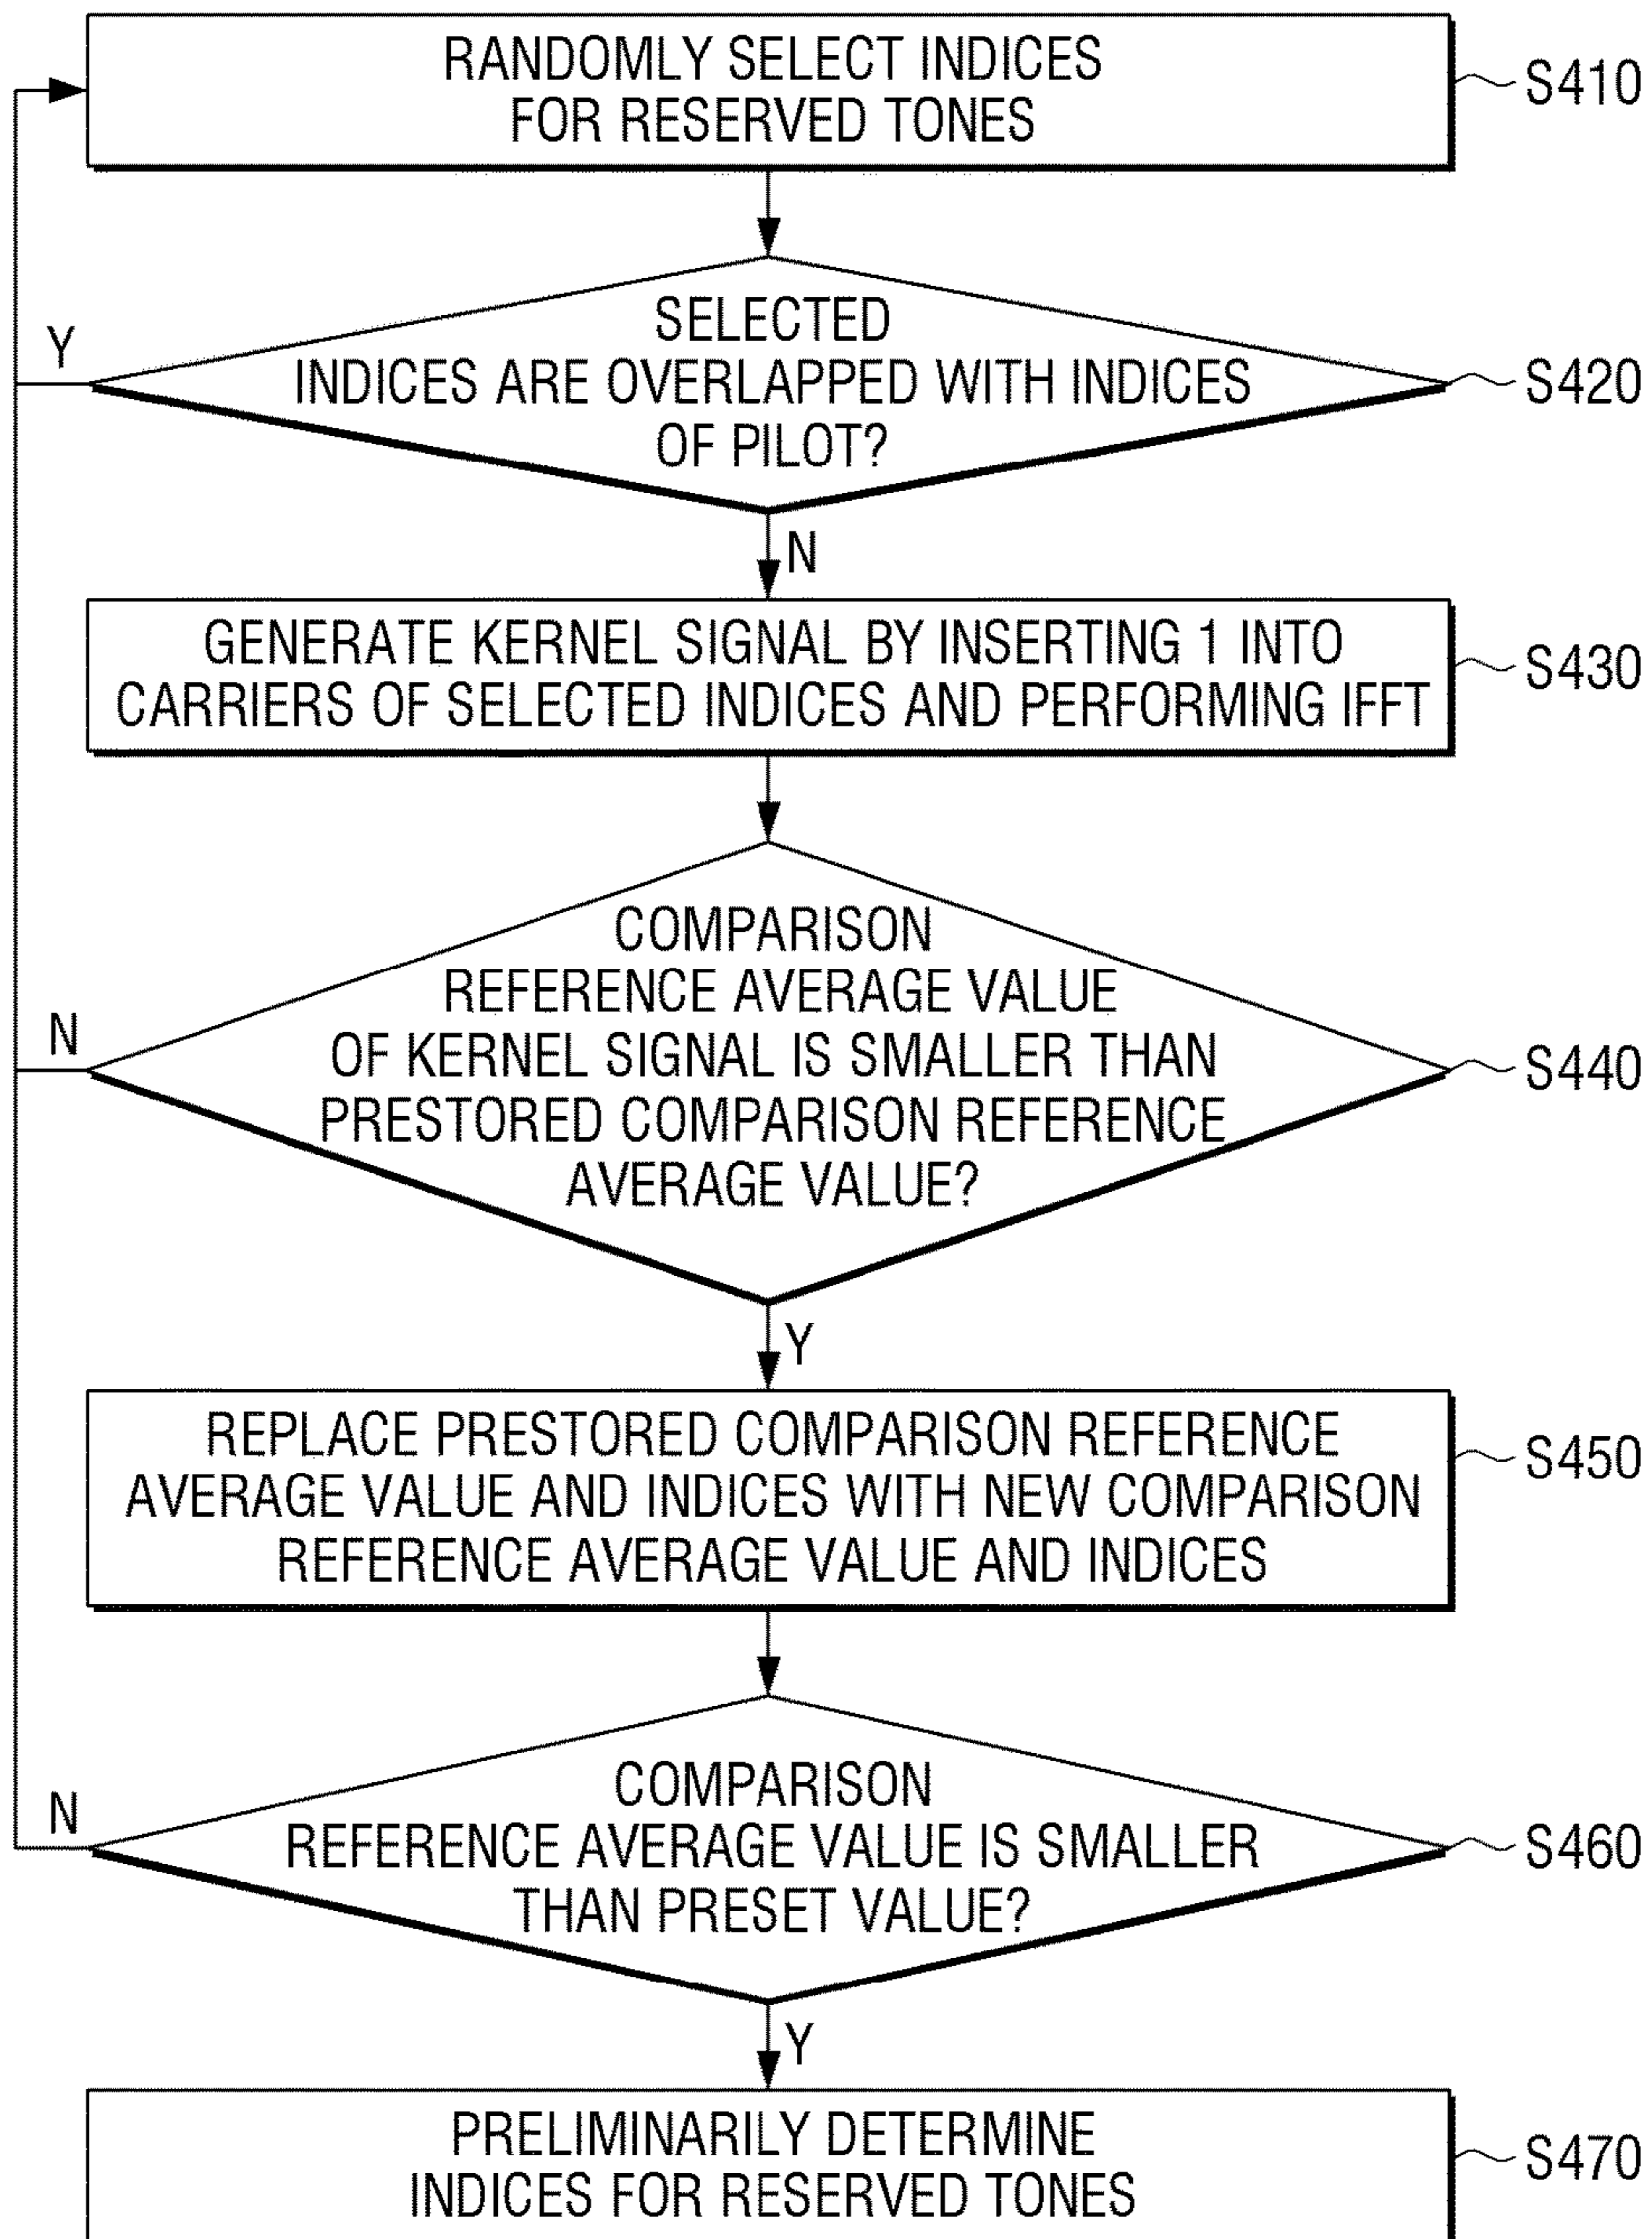 RANDOMLY SELECT INDICES
FOR RESERVED TONES
S410
SELECTED
INDICES ARE OVERLAPPED WITH INDICES
OF PILOT?
S420
Y
N
GENERATE KERNEL SIGNAL BY INSERTING 1 INTO
CARRIERS OF SELECTED INDICES AND PERFORMING IFFT
S430
COMPARISON
REFERENCE AVERAGE VALUE
OF KERNEL SIGNAL IS SMALLER THAN
PRESTORED COMPARISON REFERENCE
AVERAGE VALUE?
S440
N
Y
REPLACE PRESTORED COMPARISON REFERENCE
AVERAGE VALUE AND INDICES WITH NEW COMPARISON
REFERENCE AVERAGE VALUE AND INDICES
S450
COMPARISON
REFERENCE AVERAGE VALUE IS SMALLER
THAN PRESET VALUE?
S460
N
Y
PRELIMINARILY DETERMINE
INDICES FOR RESERVED TONES
S470